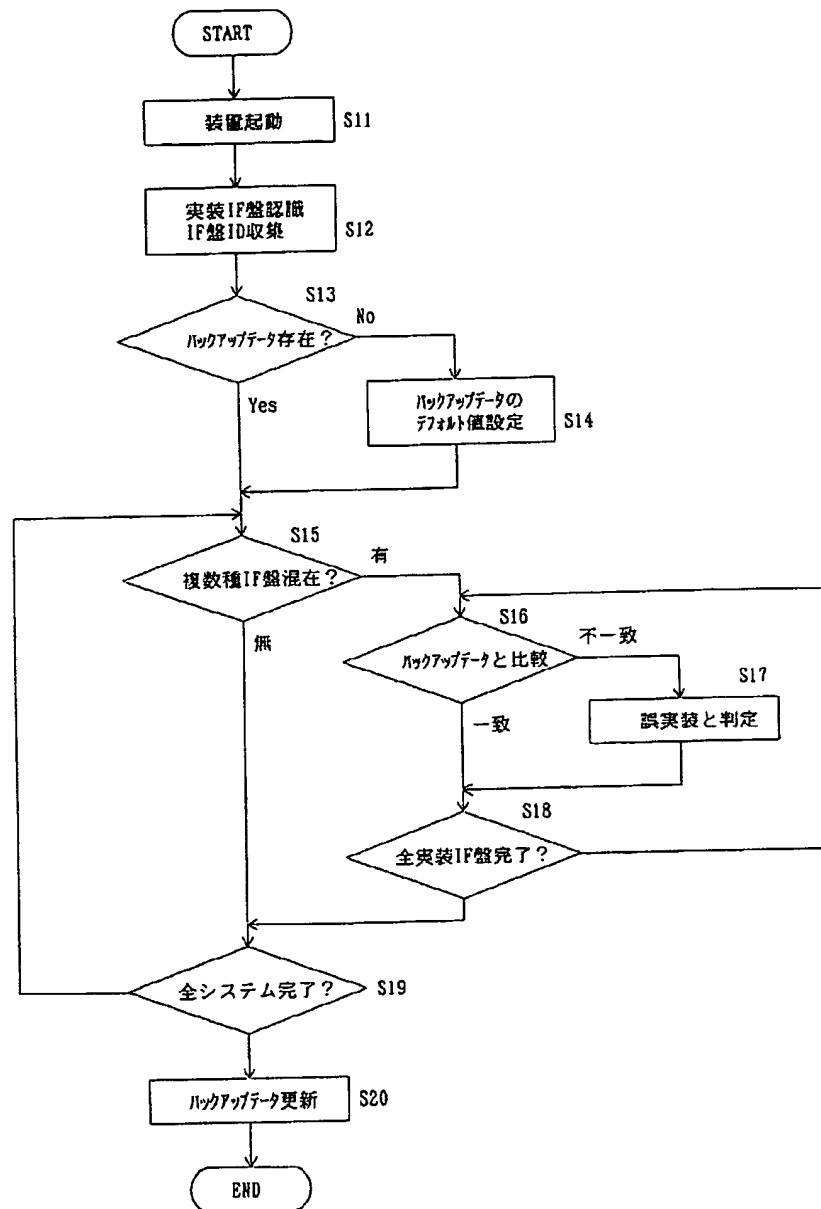 START
装置起動
S11
実装IF盤認識
IF盤ID収集
S12
S13
バックアップデータ存在?
No
Yes
バックアップデータの
デフォルト値設定
S14
S15
複数種IF盤混在?
有
無
S16
バックアップデータと比較
不一致
一致
S17
誤実装と判定
S18
全実装IF盤完了?
全システム完了?
S19
バックアップデータ更新
S20
END